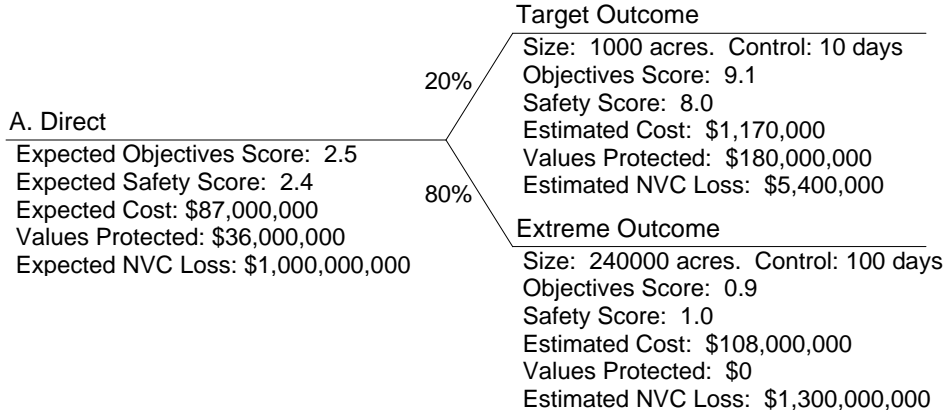 Target Outcome
Size: 1000 acres. Control: 10 days
Objectives Score: 9.1
Safety Score: 8.0
Estimated Cost: $1,170,000
Values Protected: $180,000,000
Estimated NVC Loss: $5,400,000
20%
A. Direct
Expected Objectives Score: 2.5
Expected Safety Score: 2.4
Expected Cost: $87,000,000
Values Protected: $36,000,000
Expected NVC Loss: $1,000,000,000
80%
Extreme Outcome
Size: 240000 acres. Control: 100 days
Objectives Score: 0.9
Safety Score: 1.0
Estimated Cost: $108,000,000
Values Protected: $0
Estimated NVC Loss: $1,300,000,000